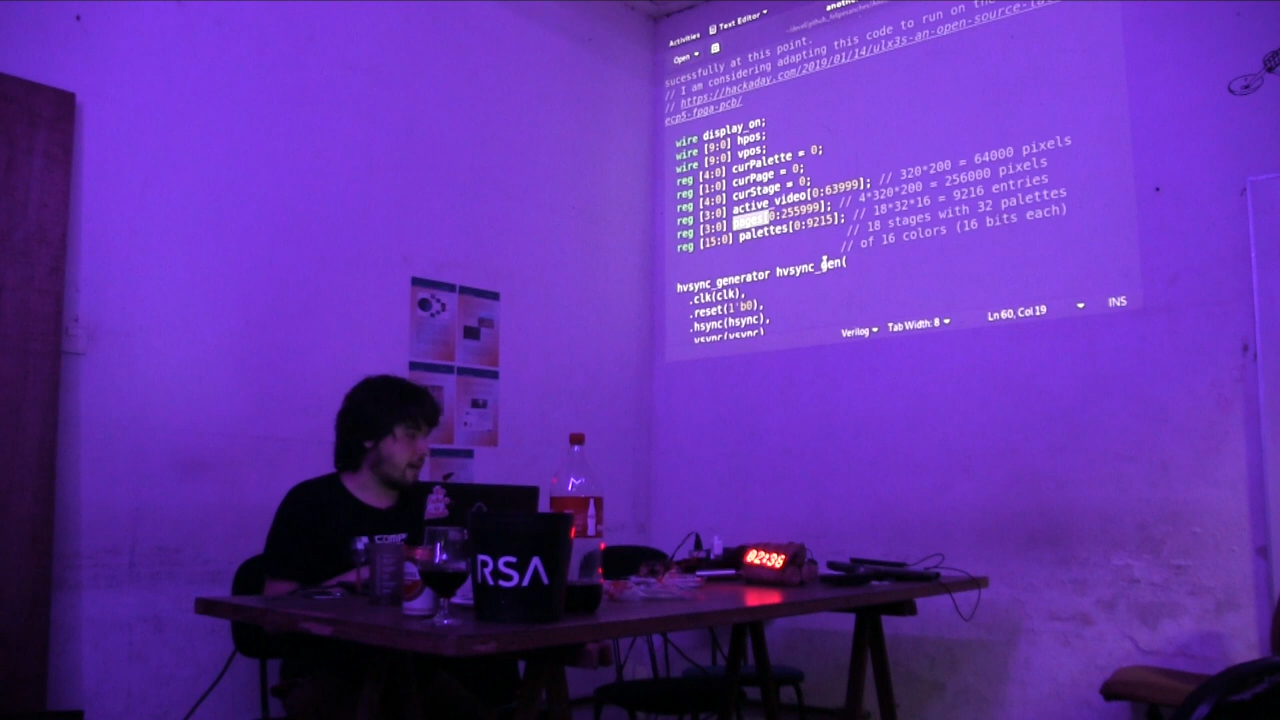 Activities Text Editor
Open
sucessfully at this point.
// I am considering adapting this code to run on the
// https://hackaday.com/2019/01/14/ulx3s-an-open-source-
ecp5-fpga-pcb/
wire display_on;
wire [9:0] hpos;
wire [9:0] vpos;
reg [4:0] curPalette = 0;
reg [1:0] curPage = 0;
reg [4:0] curStage = 0;
reg [3:0] active_video[0:63999]; // 320*200 = 64000 pixels
reg [3:0] pages[0:255999]; // 4*320*200 = 256000 pixels
reg [15:0] palettes[0:9215]; // 18*32*16 = 9216 entries
// 18 stages with 32 palettes
// of 16 colors (16 bits each)
hvsync_generator hvsync_gen(
.clk(clk),
.reset(1'b0),
.hsync(hsync),
.vsync(vsync)
Verilog Tab Width: 8 Ln 60, Col 19 INS
RSA
02:36